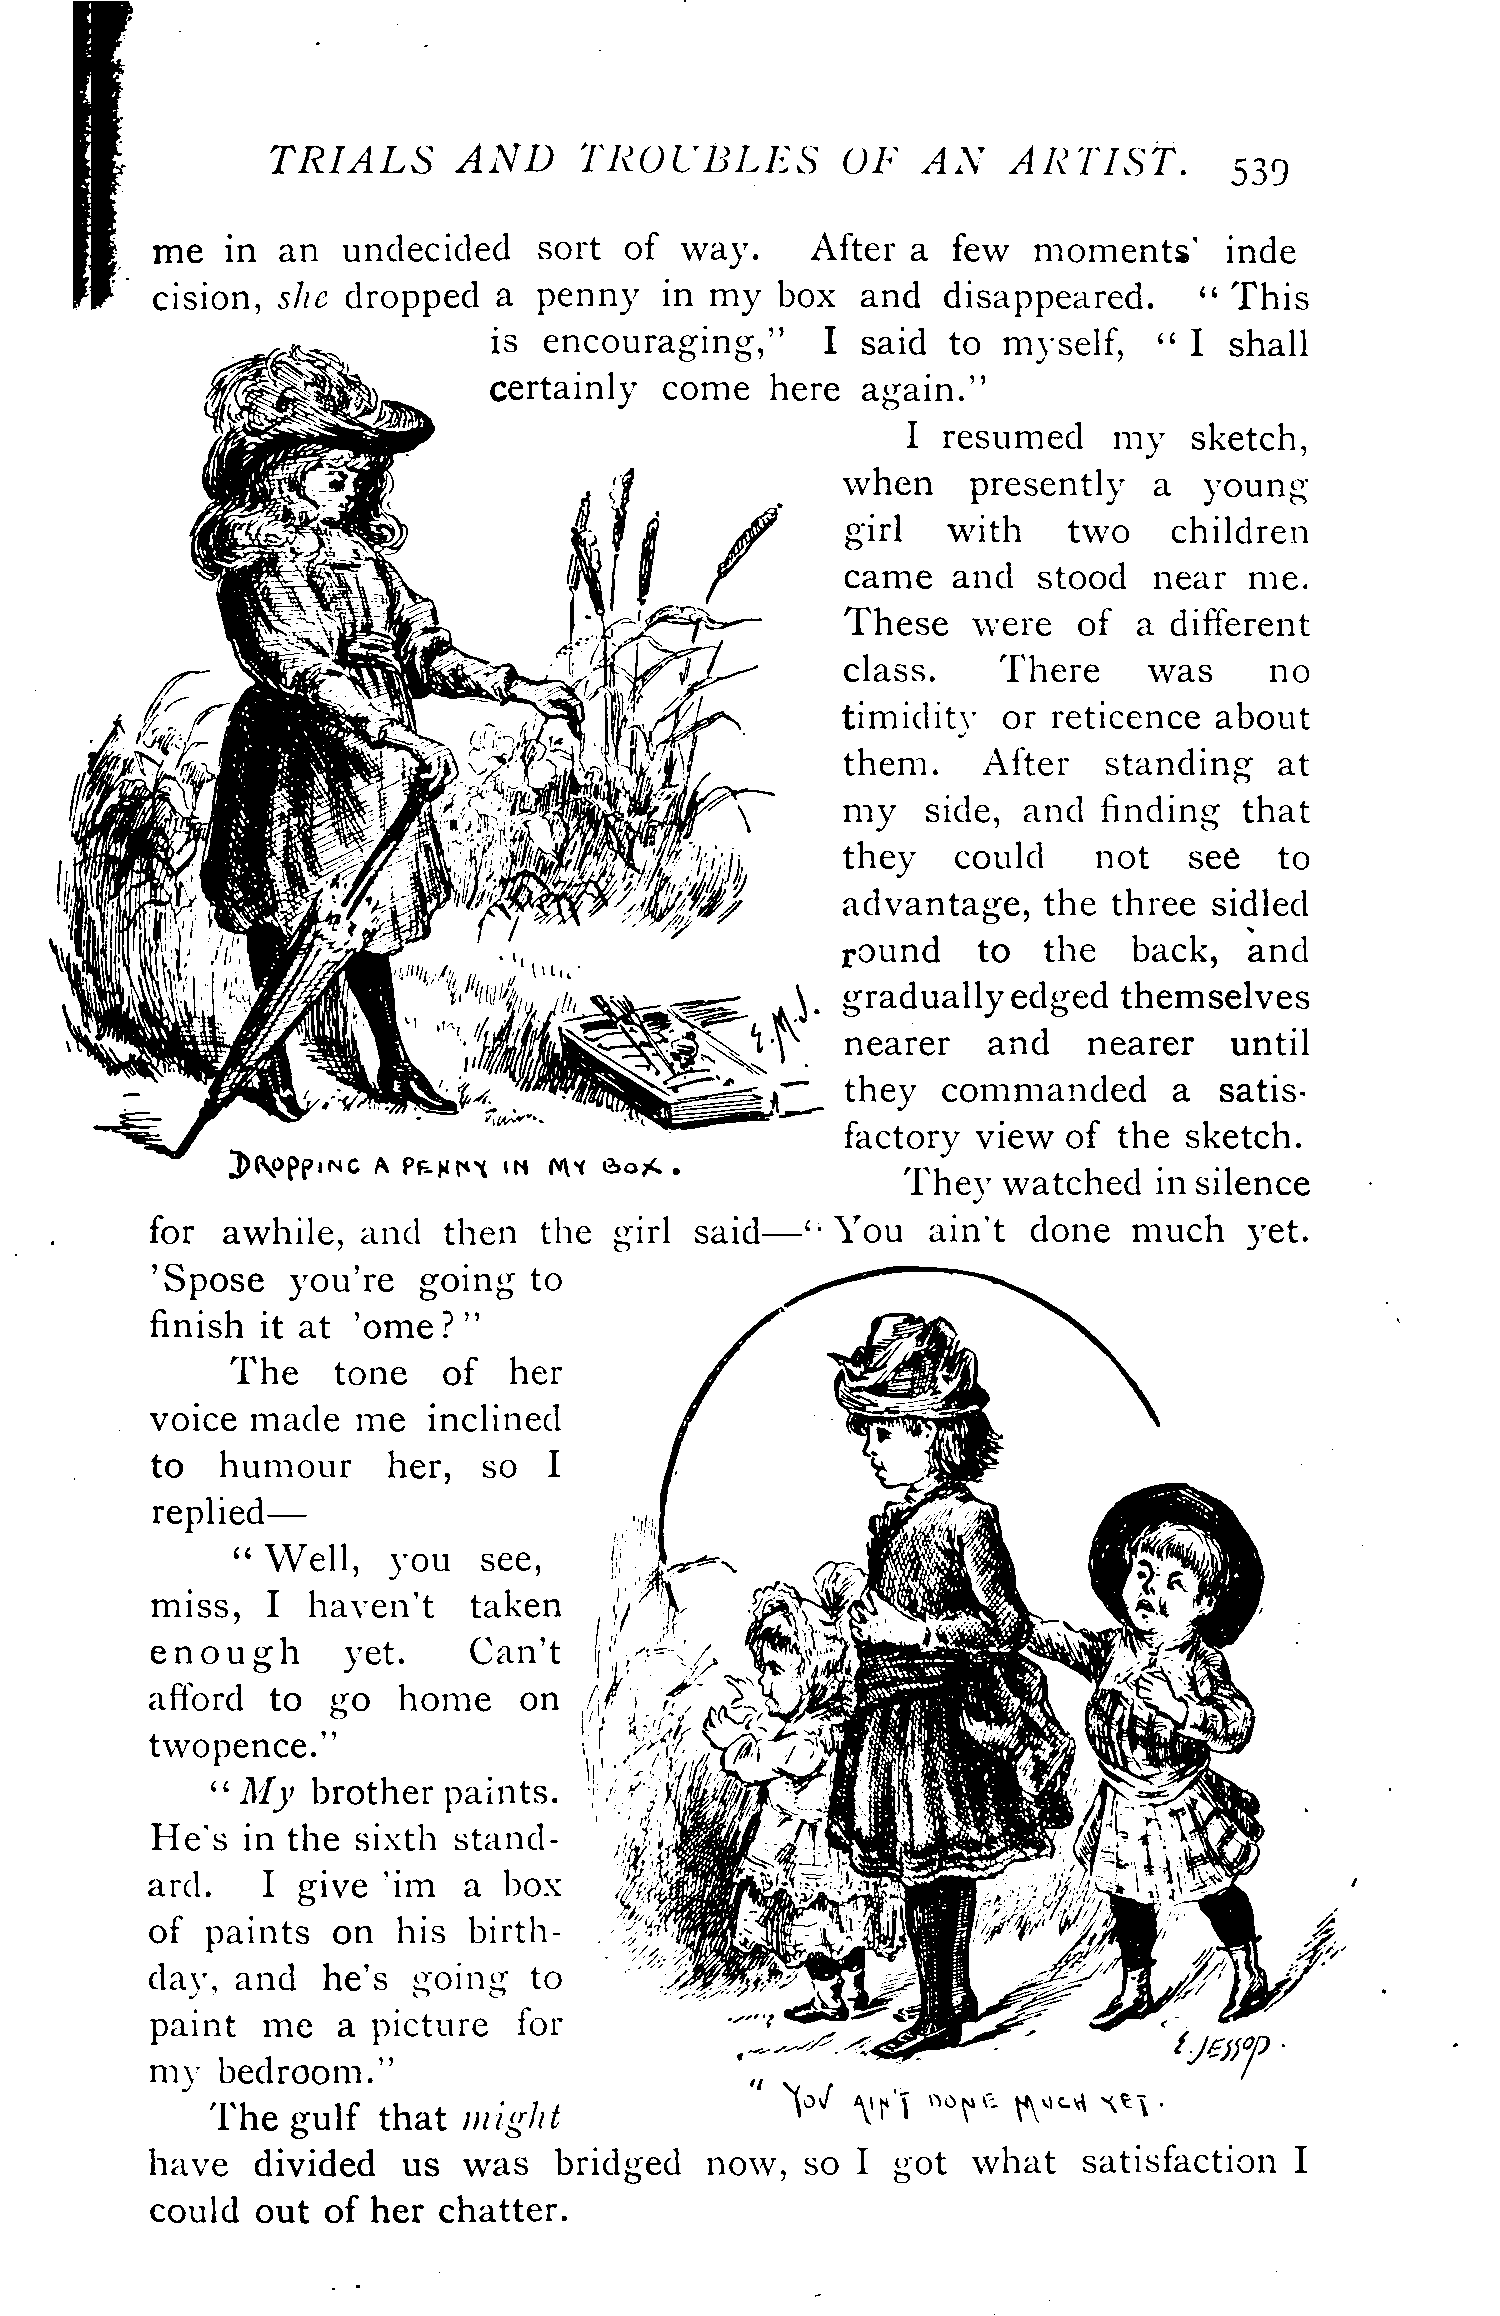 TRIALS AND TROUBLES OF AN ARTIST. 539
me in an undecided sort of way. After a few moments' inde
cision, she dropped a penny in my box and disappeared. "This
is encouraging," I said to myself, "I shall
certainly come here again."
I resumed my sketch,
when presently a young
girl with two children
came and stood near me.
These were of a different
class. There was no
timidity or reticence about
them. After standing at
my side, and finding that
they could not see to
advantage, the three sidled
round to the back, and
gradually edged themselves
nearer and nearer until
they commanded a satis-
factory view of the sketch.
E.M.J.
DROPPING A PENNY IN MY BOX.
They watched in silence
for awhile, and then the girl said—"You ain't done much yet.
'Spose you're going to
finish it at 'ome?"
The tone of her
voice made me inclined
to humour her, so I
replied—
"Well, you see,
miss, I haven't taken
enough yet. Can't
afford to go home on
twopence."
"My brother paints.
He's in the sixth stand-
ard. I give 'im a box
of paints on his birth-
day, and he's going to
paint me a picture for
my bedroom."
E. JESSOP.
"YOU AIN'T DONE MUCH YET.
The gulf that might
have divided us was bridged now, so I got what satisfaction I
could out of her chatter.